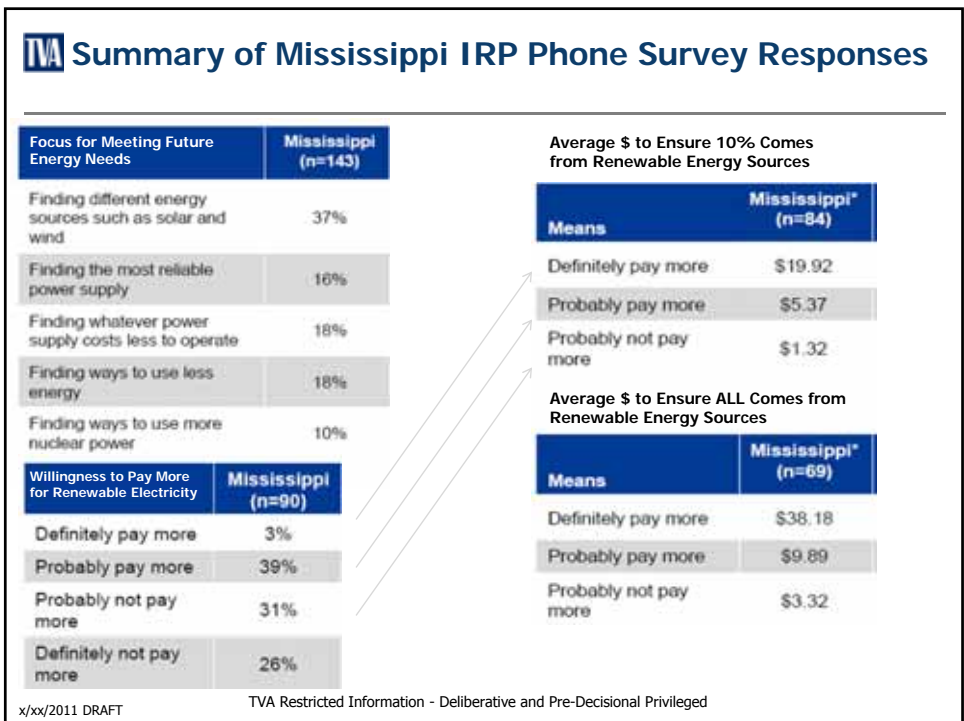 TVA Summary of Mississippi IRP Phone Survey Responses
Focus for Meeting Future
Energy Needs
Mississippi
(n=143)
Finding different energy
sources such as solar and
wind
37%
Finding the most reliable
power supply
16%
Finding whatever power
supply costs less to operate
18%
Finding ways to use less
energy
18%
Finding ways to use more
nuclear power
10%
Willingness to Pay More
for Renewable Electricity
Mississippi
(n=90)
Definitely pay more 3%
Probably pay more 39%
Probably not pay
more
31%
Definitely not pay
more
26%
Average $ to Ensure 10% Comes
from Renewable Energy Sources
Means
Mississippi*
(n=84)
Definitely pay more $19.92
Probably pay more $5.37
Probably not pay
more
$1.32
Average $ to Ensure ALL Comes from
Renewable Energy Sources
Means
Mississippi*
(n=69)
Definitely pay more $38.18
Probably pay more $9.89
Probably not pay
more
$3.32
x/xx/2011 DRAFT
TVA Restricted Information - Deliberative and Pre-Decisional Privileged